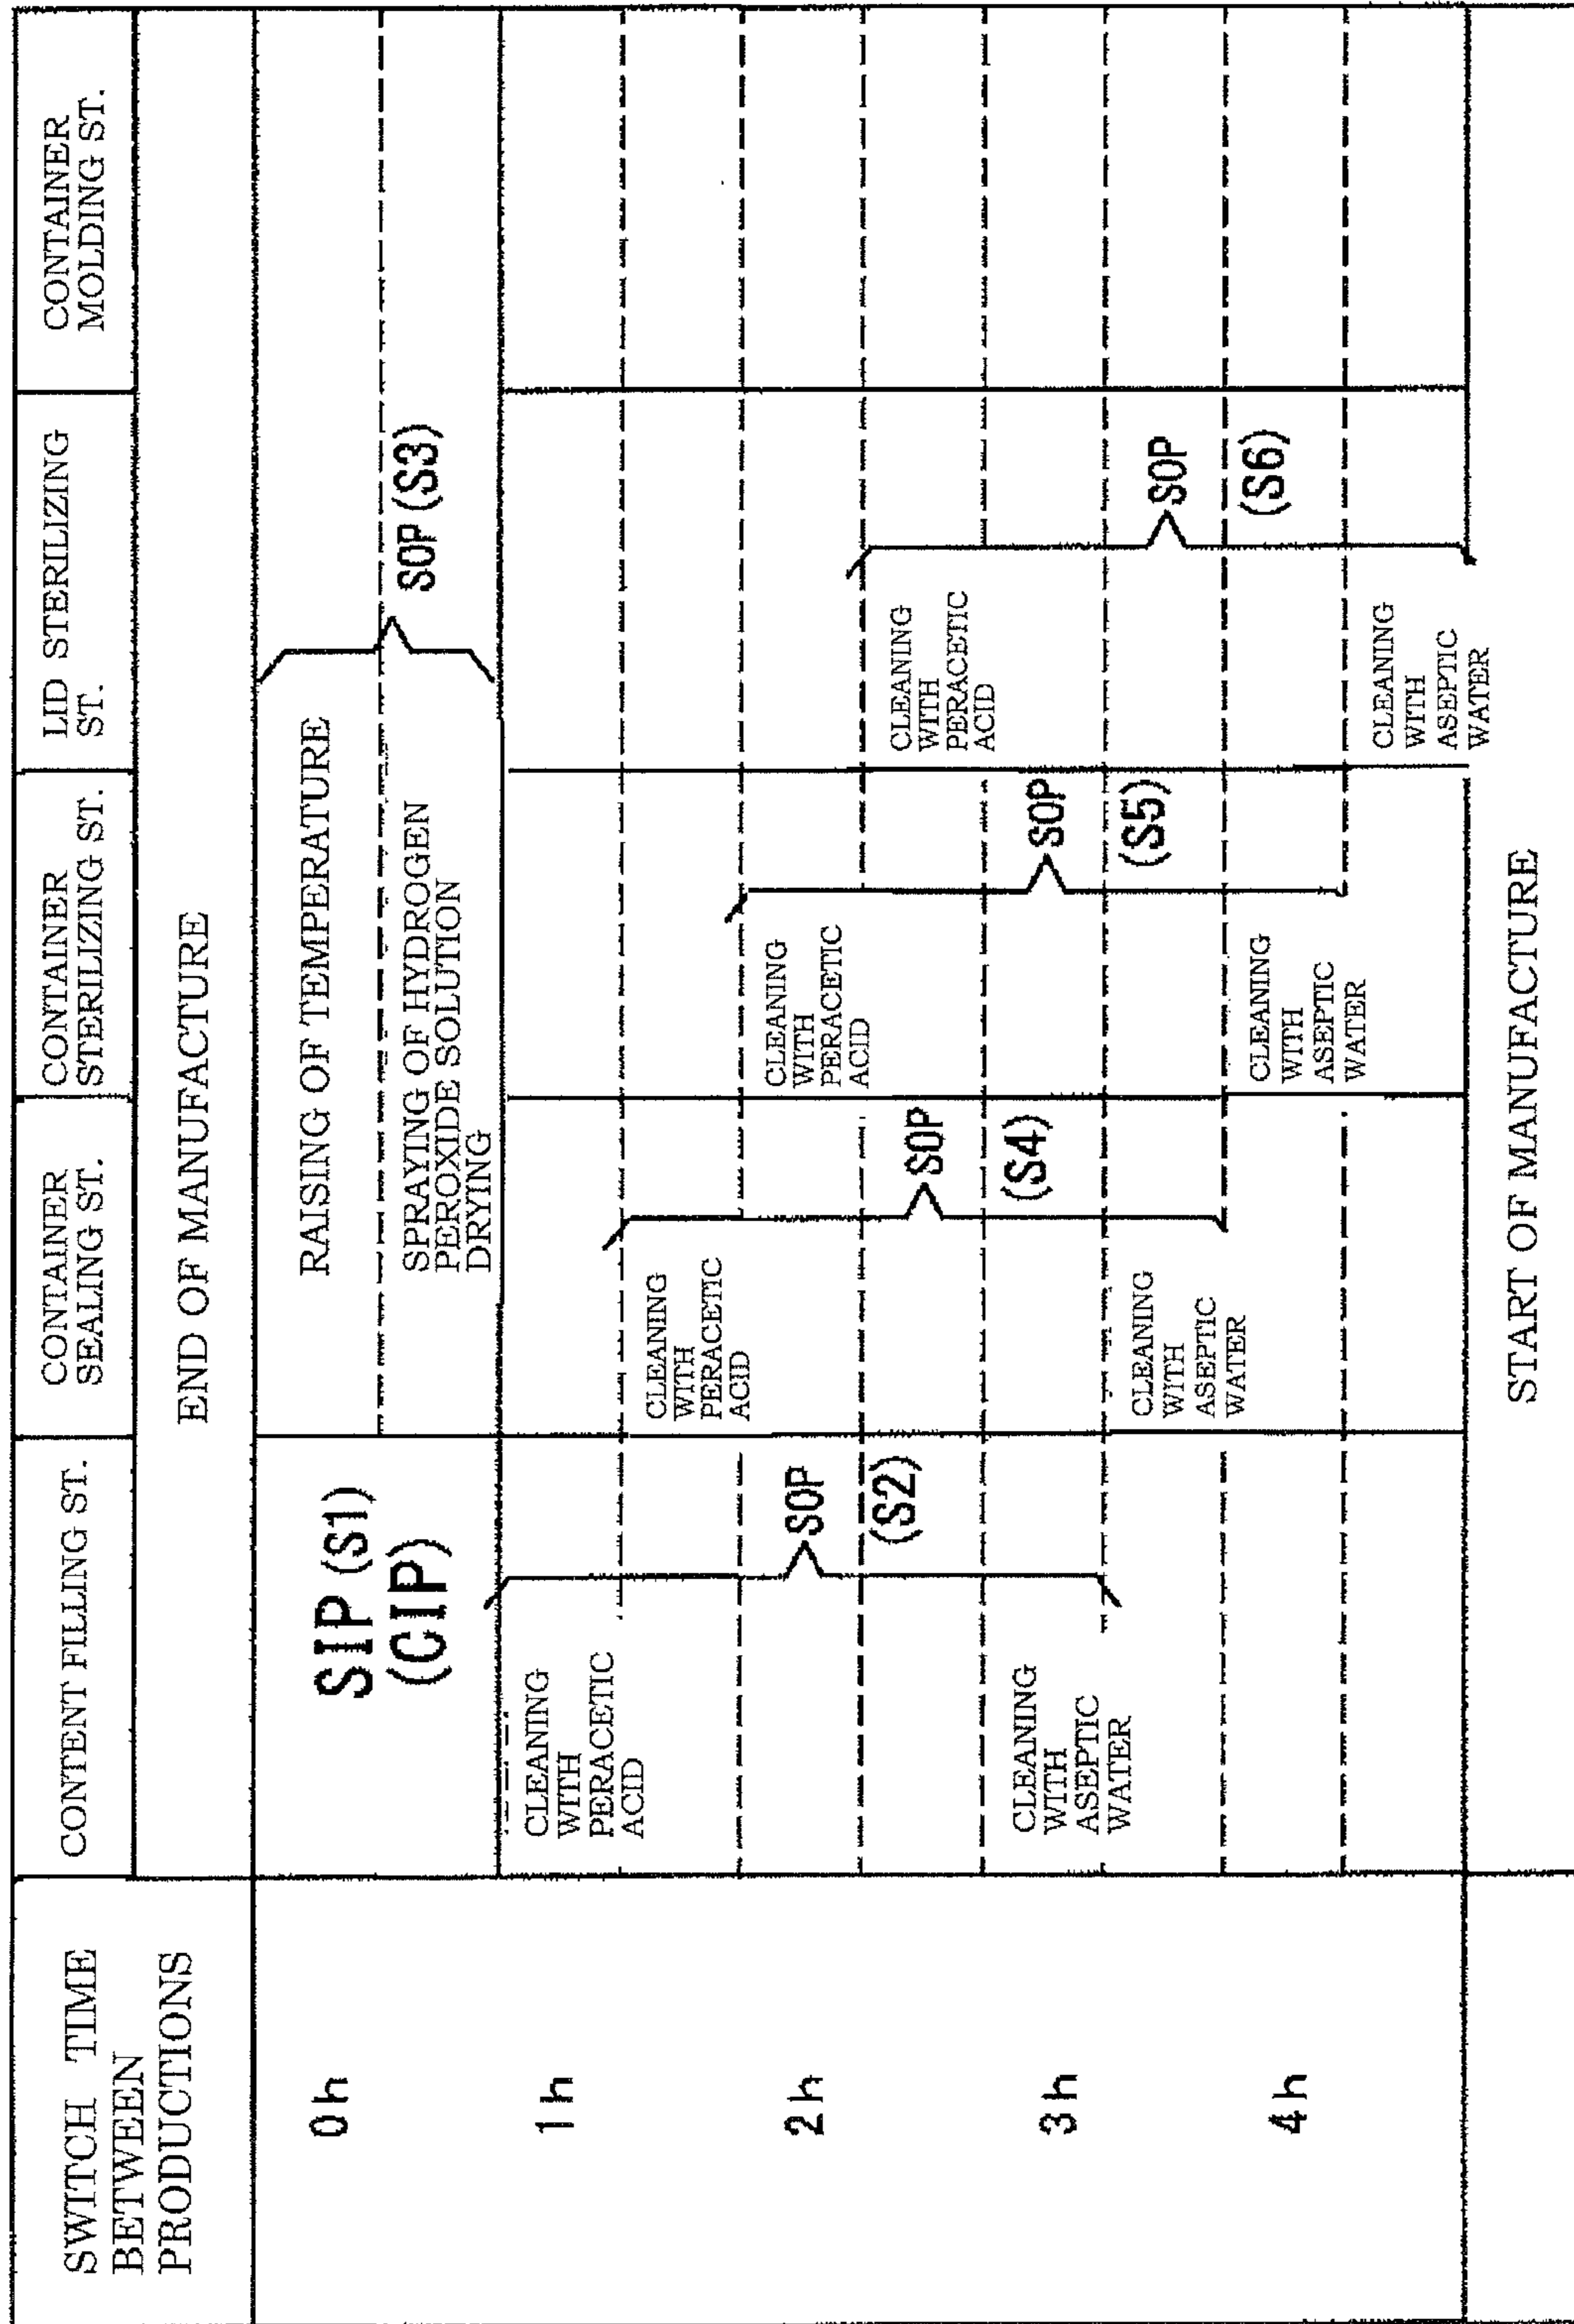 SWITCH TIME
BETWEEN
PRODUCTIONS
CONTENT FILLING ST.
CONTAINER
SEALING ST.
CONTAINER
STERILIZING ST.
LID STERILIZING
ST.
CONTAINER
MOLDING ST.
END OF MANUFACTURE
0h
SIP (S1)
(CIP)
RAISING OF TEMPERATURE
SPRAYING OF HYDROGEN
PEROXIDE SOLUTION
DRYING
SOP (S3)
1h
CLEANING
WITH
PERACETIC
ACID
CLEANING
WITH
PERACETIC
ACID
2h
SOP
(S2)
CLEANING
WITH
PERACETIC
ACID
SOP
(S4)
CLEANING
WITH
PERACETIC
ACID
3h
CLEANING
WITH
ASEPTIC
WATER
SOP
(S5)
CLEANING
WITH
ASEPTIC
WATER
SOP
(S6)
4h
CLEANING
WITH
ASEPTIC
WATER
CLEANING
WITH
ASEPTIC
WATER
START OF MANUFACTURE